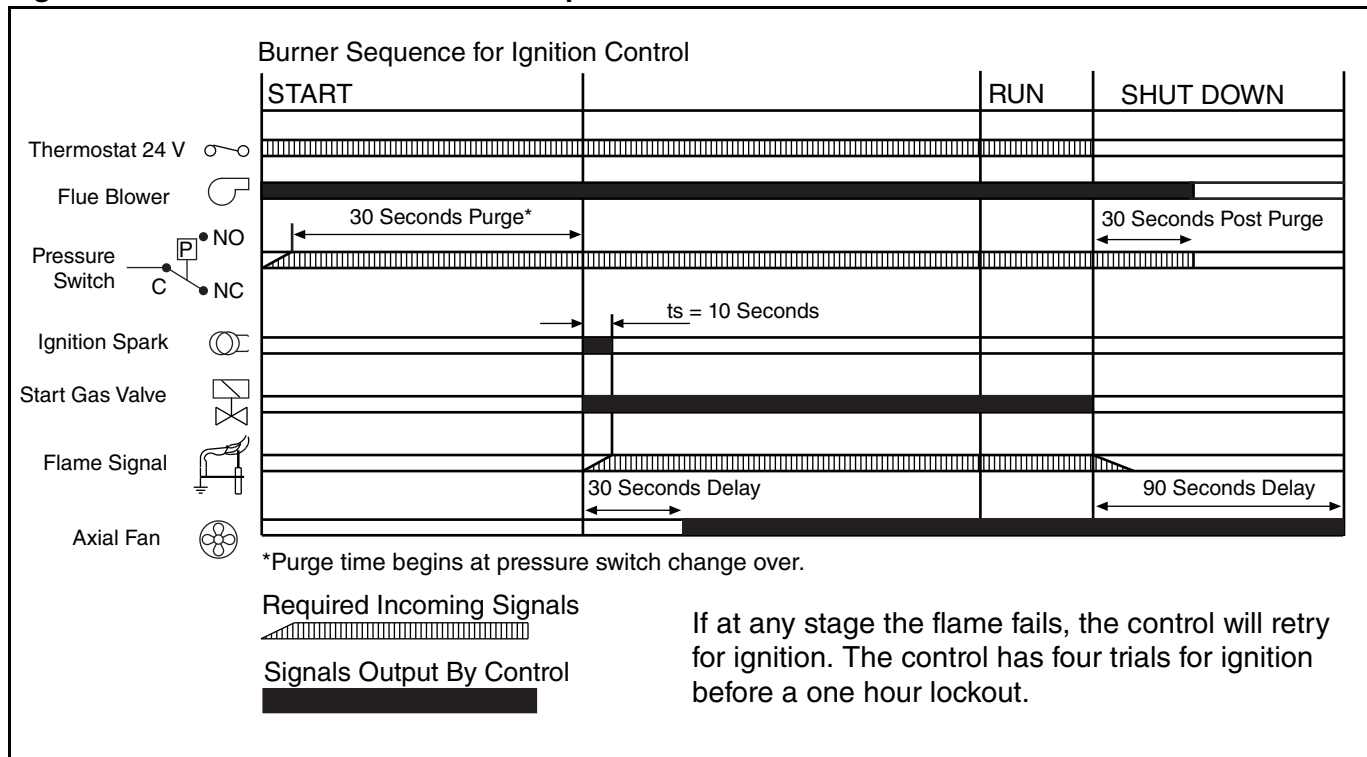 Burner Sequence for Ignition Control
START
RUN
SHUT DOWN
Thermostat 24 V
Flue Blower
30 Seconds Purge*
30 Seconds Post Purge
Pressure
Switch
P
NO
C
NC
ts = 10 Seconds
Ignition Spark
Start Gas Valve
Flame Signal
30 Seconds Delay
90 Seconds Delay
Axial Fan
*Purge time begins at pressure switch change over.
Required Incoming Signals
Signals Output By Control
If at any stage the flame fails, the control will retry
for ignition. The control has four trials for ignition
before a one hour lockout.